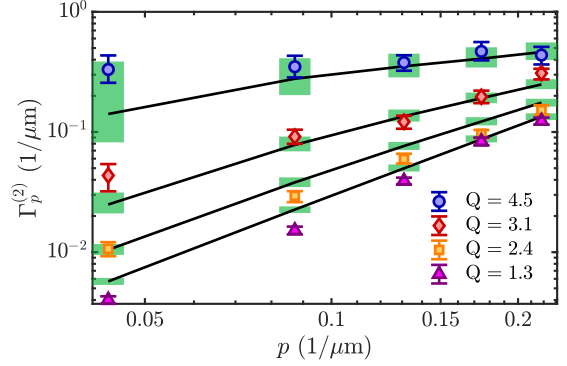 10^0
10^{-1}
10^{-2}
Γ_p^{(2)} (1/μm)
Q = 4.5
Q = 3.1
Q = 2.4
Q = 1.3
0.05 0.1 0.15 0.2
p (1/μm)